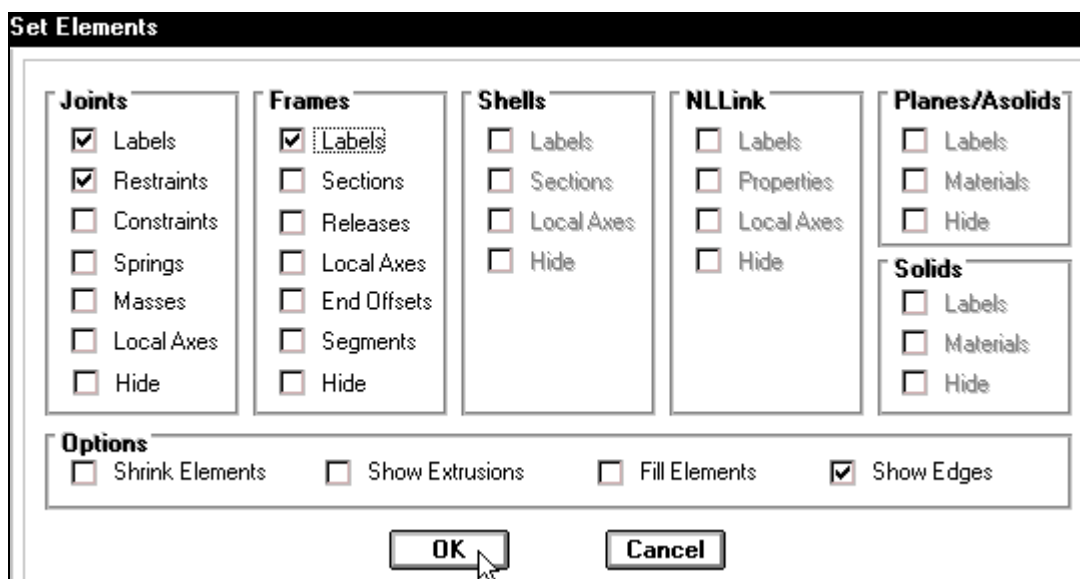 Set Elements
Joints
Labels
Restraints
Constraints
Springs
Masses
Local Axes
Hide
Frames
Labels
Sections
Releases
Local Axes
End Offsets
Segments
Hide
Shells
Labels
Sections
Local Axes
Hide
NLLink
Labels
Properties
Local Axes
Hide
Planes/Asolids
Labels
Materials
Hide
Solids
Labels
Materials
Hide
Options
Shrink Elements Show Extrusions Fill Elements Show Edges
OK Cancel